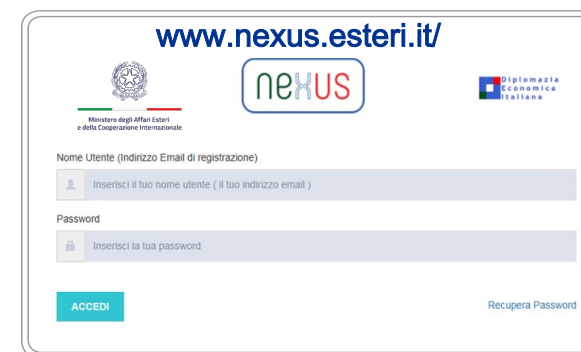 www.nexus.esteri.it/
nexus
Diplomazia
Economica
Italiana
Ministero degli Affari Esteri
e della Cooperazione Internazionale
Nome Utente (Indirizzo Email di registrazione)
Inserisci il tuo nome utente ( il tuo indirizzo email )
Password
Inserisci la tua password
ACCEDI
Recupera Password